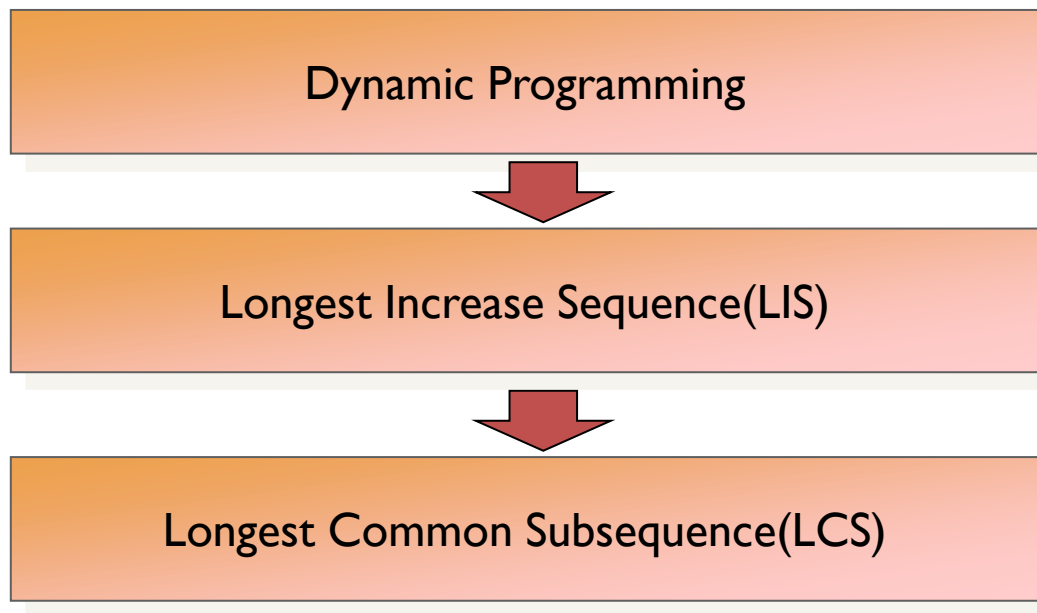 Dynamic Programming
Longest Increase Sequence(LIS)
Longest Common Subsequence(LCS)